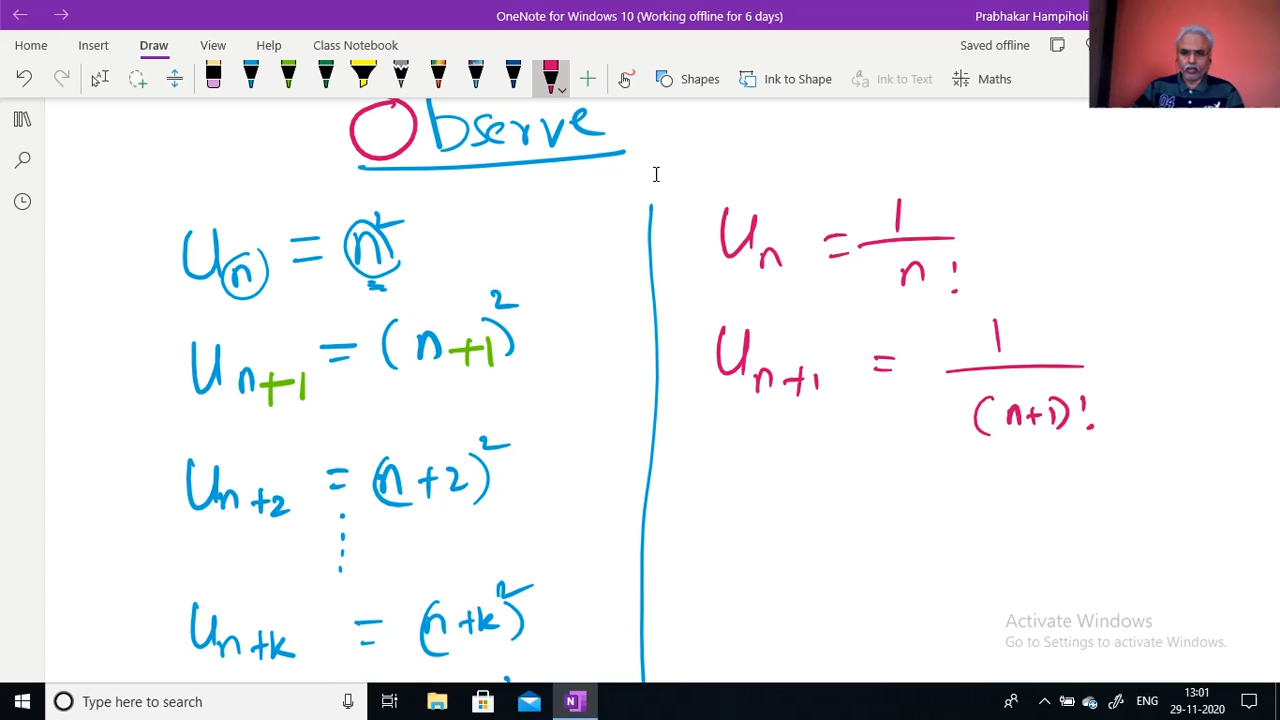 OneNote for Windows 10 (Working offline for 6 days)
Prabhakar Hampiholi
Home Insert Draw View Help Class Notebook
Saved offline
Shapes Ink to Shape Ink to Text Maths
04
Observe
Uₙ = n²
Uₙ₊₁ = (n+1)²
Uₙ₊₂ = (n+2)²
⋮
Uₙ₊ₖ = (n+k)²
Uₙ = 1/n!
Uₙ₊₁ = 1/(n+1)!
Activate Windows
Go to Settings to activate Windows.
Type here to search
N
ENG
13:01
29-11-2020